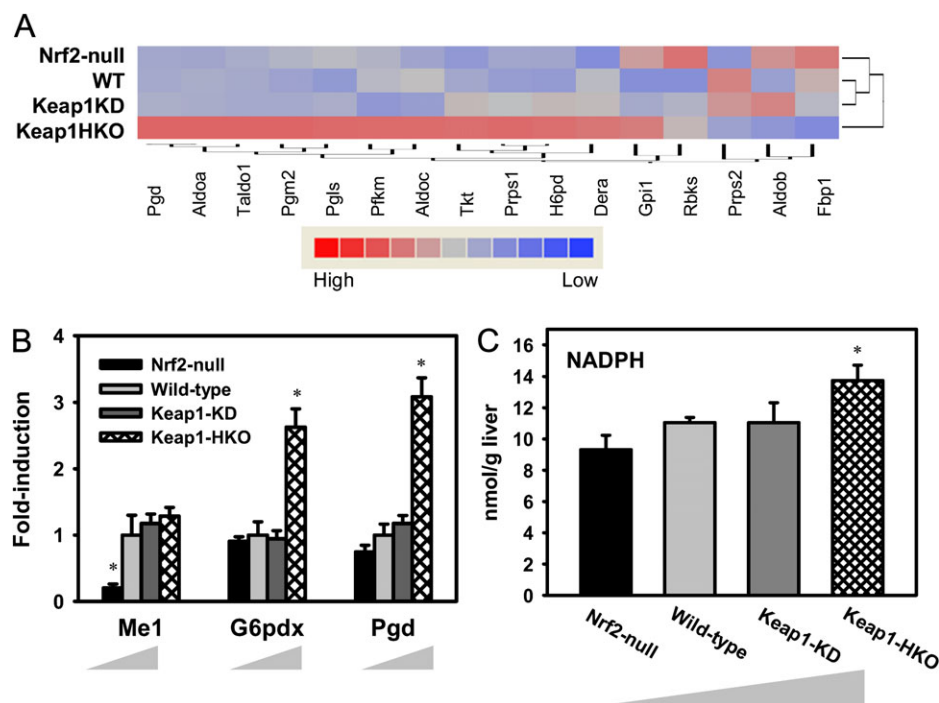 A
Nrf2-null
WT
Keap1KD
Keap1HKO
Pgd
Aldoa
Taldo1
Pgm2
Pgls
Pfkm
Aldoc
Tkt
Prps1
H6pd
Dera
Gpi1
Rbks
Prps2
Aldob
Fbp1
High Low
B
Fold-induction
4
3
2
1
0
Nrf2-null
Wild-type
Keap1-KD
Keap1-HKO
*
*
*
Me1 G6pdx Pgd
C
NADPH
nmol/g liver
16
14
12
10
8
6
4
2
0
*
Nrf2-null
Wild-type
Keap1-KD
Keap1-HKO